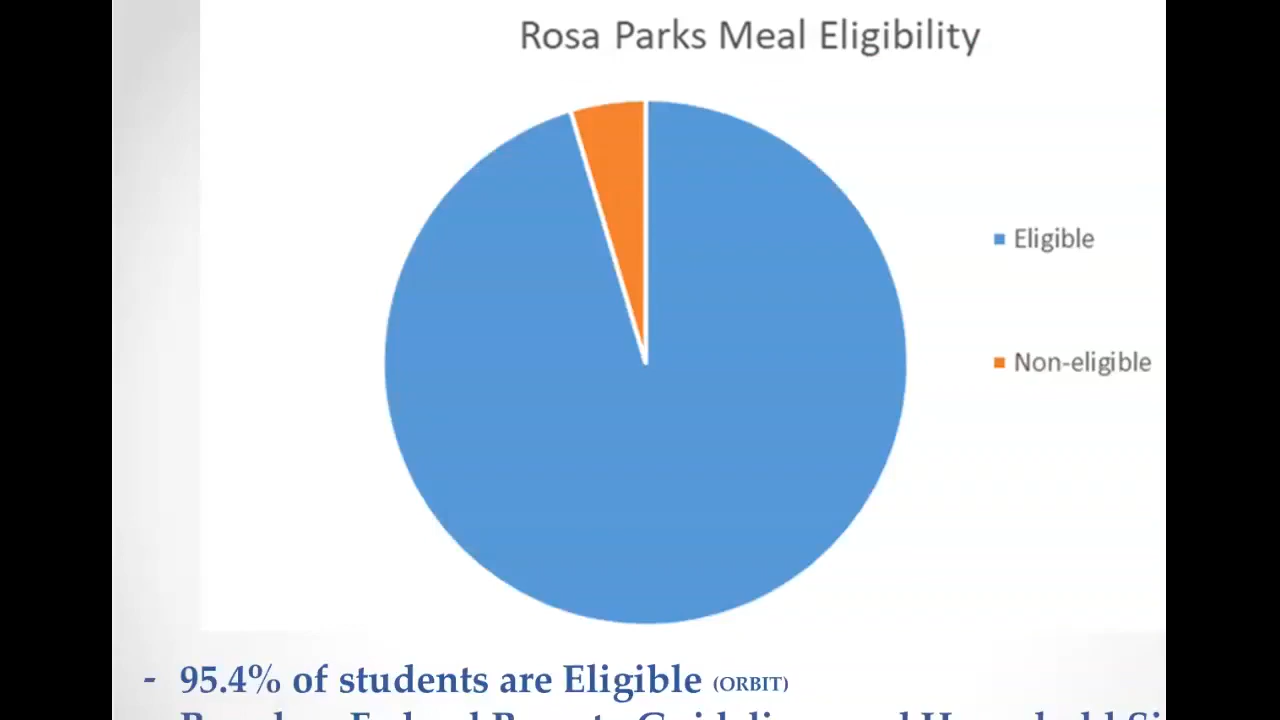 Rosa Parks Meal Eligibility
Eligible
Non-eligible
- 95.4% of students are Eligible (ORBIT)